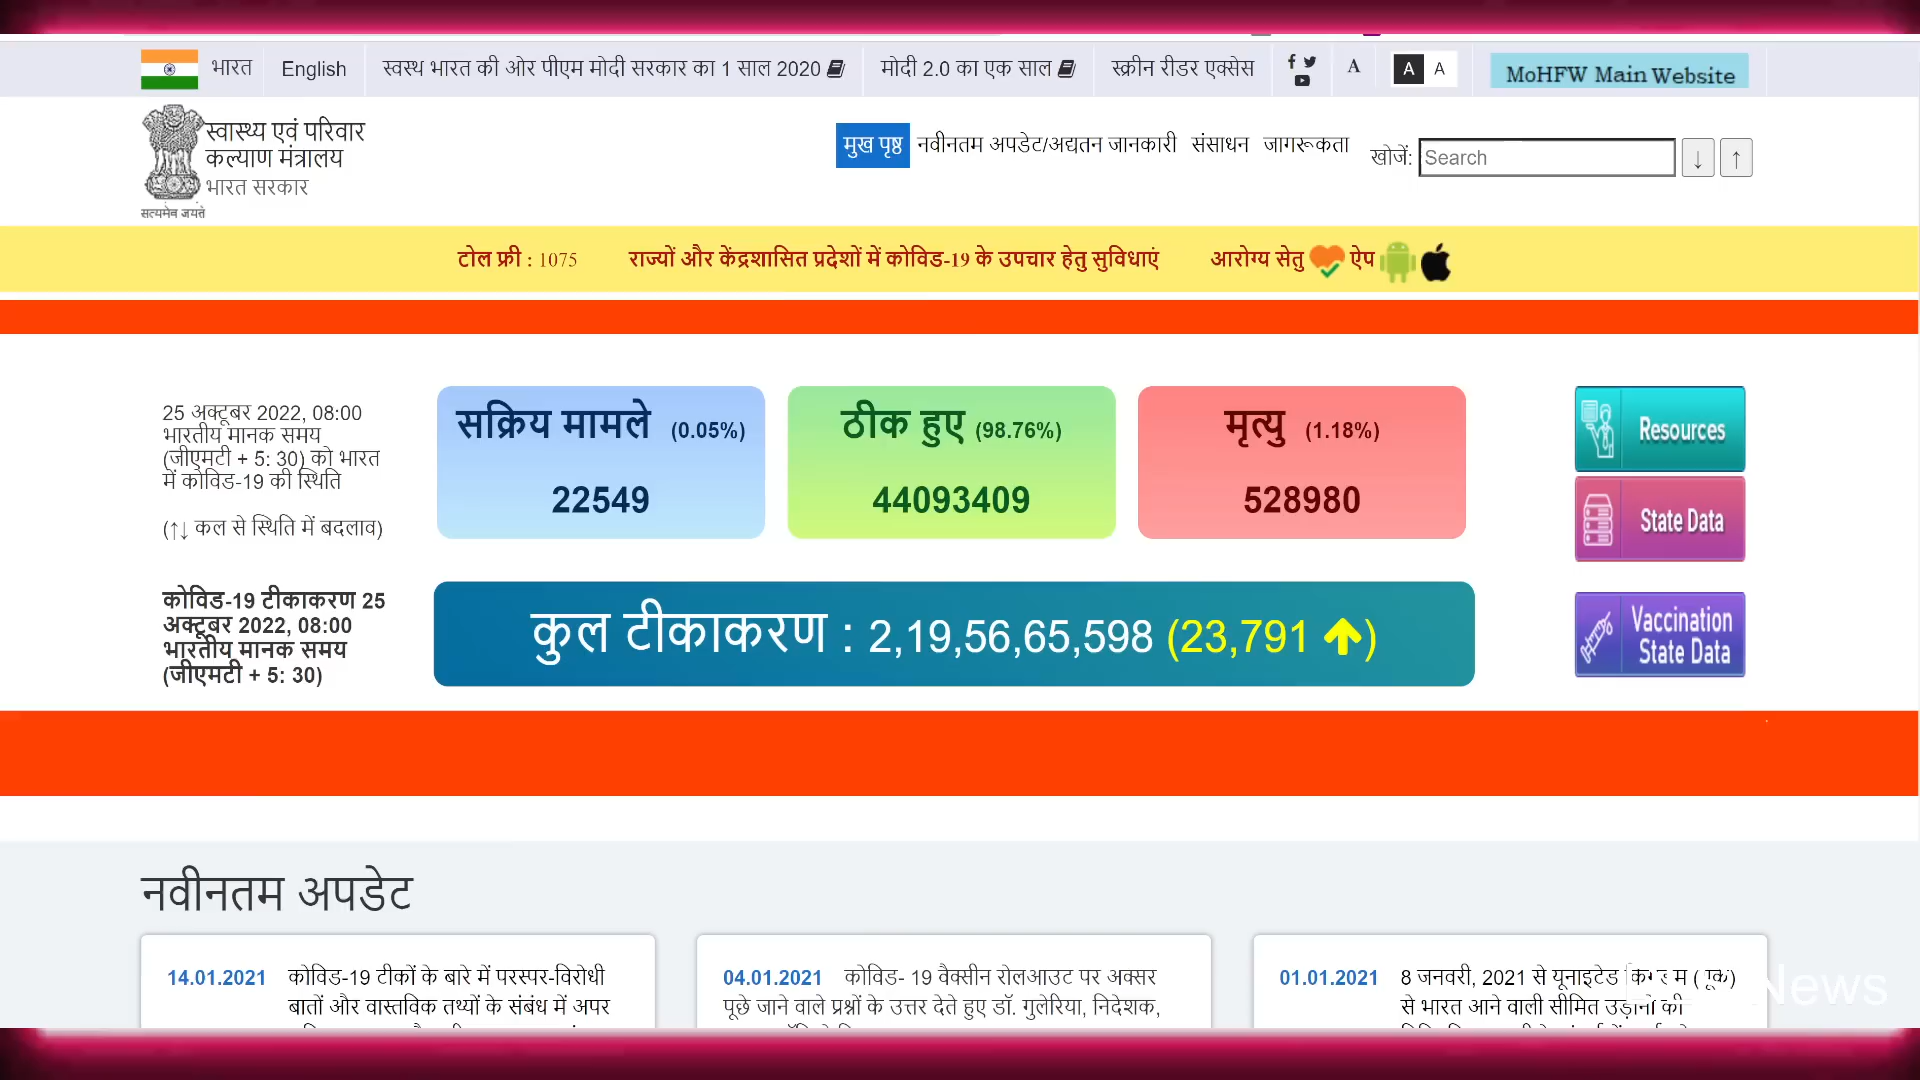 भारत English स्वस्थ भारत की ओर पीएम मोदी सरकार का 1 साल 2020 मोदी 2.0 का एक साल स्क्रीन रीडर एक्सेस A A A MoHFW Main Website
स्वास्थ्य एवं परिवार
कल्याण मंत्रालय
भारत सरकार
सत्यमेव जयते
मुख पृष्ठ नवीनतम अपडेट/अद्यतन जानकारी संसाधन जागरूकता खोजें: Search ↓ ↑
टोल फ्री : 1075 राज्यों और केंद्रशासित प्रदेशों में कोविड-19 के उपचार हेतु सुविधाएं आरोग्य सेतु ऐप
25 अक्टूबर 2022, 08:00
भारतीय मानक समय
(जीएमटी + 5: 30) को भारत
में कोविड-19 की स्थिति
(↑↓ कल से स्थिति में बदलाव)
सक्रिय मामले (0.05%)
22549
ठीक हुए (98.76%)
44093409
मृत्यु (1.18%)
528980
Resources
State Data
कोविड-19 टीकाकरण 25
अक्टूबर 2022, 08:00
भारतीय मानक समय
(जीएमटी + 5: 30)
कुल टीकाकरण : 2,19,56,65,598 (23,791 ↑)
Vaccination
State Data
नवीनतम अपडेट
14.01.2021 कोविड-19 टीकों के बारे में परस्पर-विरोधी
बातों और वास्तविक तथ्यों के संबंध में अपर
04.01.2021 कोविड- 19 वैक्सीन रोलआउट पर अक्सर
पूछे जाने वाले प्रश्नों के उत्तर देते हुए डॉ. गुलेरिया, निदेशक,
01.01.2021 8 जनवरी, 2021 से यूनाइटेड
से भारत आने वाली सीमित उड़ानों की
News